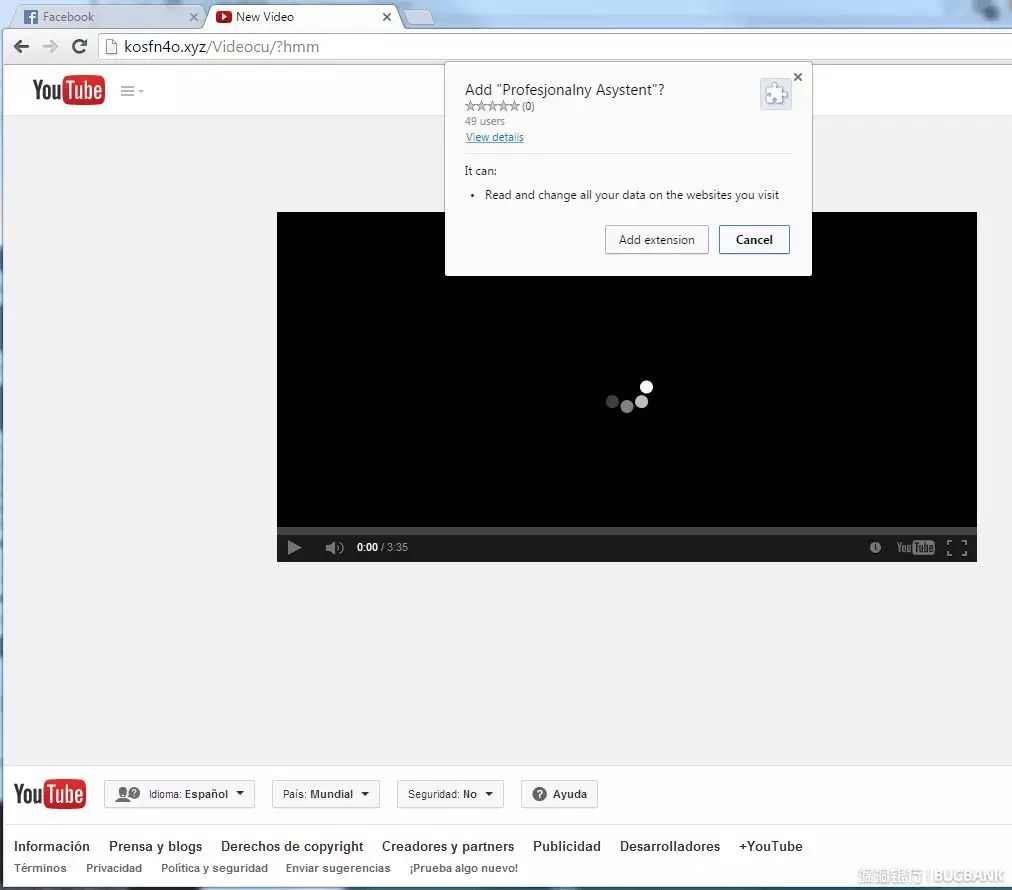 Facebook
New Video
kosfn4o.xyz/Videocu/?hmm
YouTube
Add "Profesjonalny Asystent"?
(0)
49 users
View details
It can:
• Read and change all your data on the websites you visit
Add extension Cancel
0:00 / 3:35
YouTube
YouTube
Idioma: Español País: Mundial Seguridad: No Ayuda
Información Prensa y blogs Derechos de copyright Creadores y partners Publicidad Desarrolladores +YouTube
Términos Privacidad Política y seguridad Enviar sugerencias ¡Prueba algo nuevo!
漏洞银行 | BUGBANK